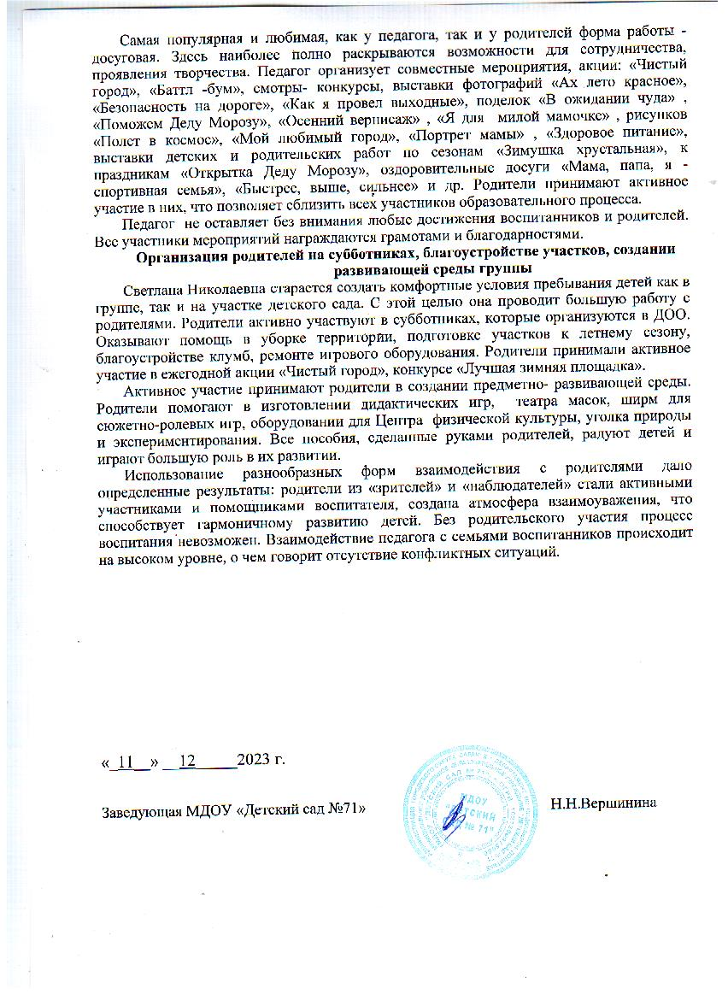 Самая популярная и любимая, как у педагога, так и у родителей форма работы -
досуговая. Здесь наиболее полно раскрываются возможности для сотрудничества,
проявления творчества. Педагог организует совместные мероприятия, акции: «Чистый
город», «Баттл -бум», смотры- конкурсы, выставки фотографий «Ах лето красное»,
«Безопасность на дороге», «Как я провел выходные», поделок «В ожидании чуда» ,
«Поможем Деду Морозу», «Осенний вернисаж» , «Я для милой мамочке» , рисунков
«Полет в космос», «Мой любимый город», «Портрет мамы» , «Здоровое питание»,
выставки детских и родительских работ по сезонам «Зимушка хрустальная», к
праздникам «Открытка Деду Морозу», оздоровительные досуги «Мама, папа, я -
спортивная семья», «Быстрее, выше, сильнее» и др. Родители принимают активное
участие в них, что позволяет сблизить всех участников образовательного процесса.
Педагог не оставляет без внимания любые достижения воспитанников и родителей.
Все участники мероприятий награждаются грамотами и благодарностями.
Организация родителей на субботниках, благоустройстве участков, создании
развивающей среды группы
Светлана Николаевна старается создать комфортные условия пребывания детей как в
группе, так и на участке детского сада. С этой целью она проводит большую работу с
родителями. Родители активно участвуют в субботниках, которые организуются в ДОО.
Оказывают помощь в уборке территории, подготовке участков к летнему сезону,
благоустройстве клумб, ремонте игрового оборудования. Родители принимали активное
участие в ежегодной акции «Чистый город», конкурсе «Лучшая зимняя площадка».
Активное участие принимают родители в создании предметно- развивающей среды.
Родители помогают в изготовлении дидактических игр, театра масок, ширм для
сюжетно-ролевых игр, оборудовании для Центра физической культуры, уголка природы
и экспериментирования. Все пособия, сделанные руками родителей, радуют детей и
играют большую роль в их развитии.
Использование разнообразных форм взаимодействия с родителями дало
определенные результаты: родители из «зрителей» и «наблюдателей» стали активными
участниками и помощниками воспитателя, создана атмосфера взаимоуважения, что
способствует гармоничному развитию детей. Без родительского участия процесс
воспитания невозможен. Взаимодействие педагога с семьями воспитанников происходит
на высоком уровне, о чем говорит отсутствие конфликтных ситуаций.
«_11__» __12_____2023 г.
Заведующая МДОУ «Детский сад №71»
МДОУ
"ДЕТСКИЙ
САД № 71"
Н.Н.Вершинина